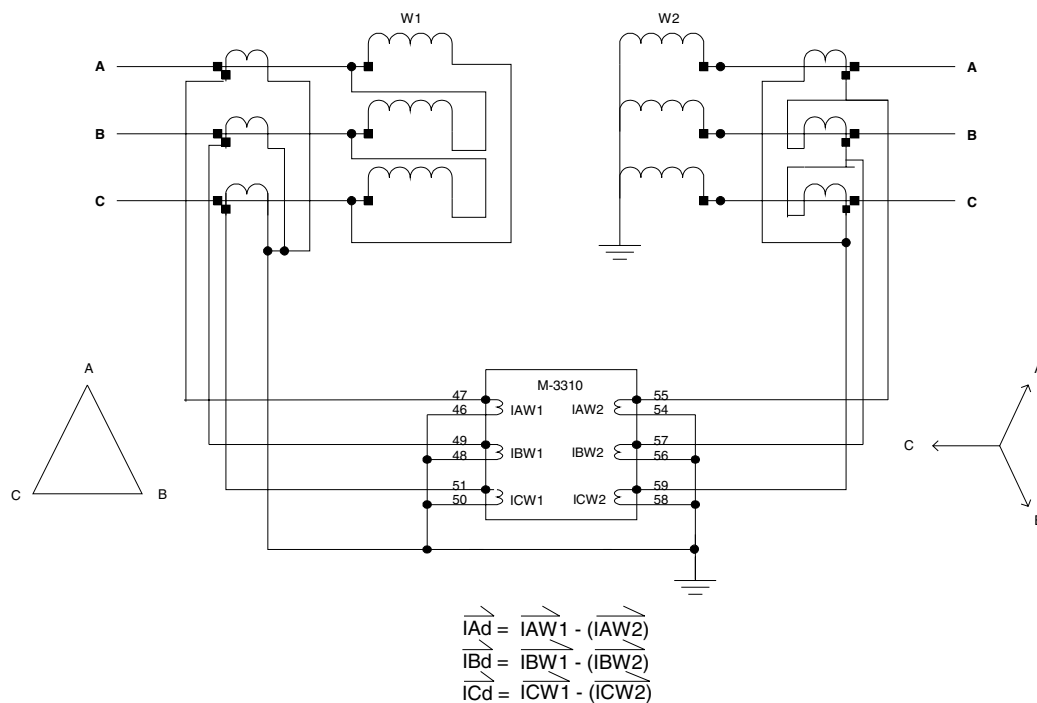 W1 W2
A A
B B
C C
M-3310
47 IAW1 IAW2 55
46 54
49 IBW1 IBW2 57
48 56
51 ICW1 ICW2 59
50 58
A
C B
A
C
IAd = IAW1 - (IAW2)
IBd = IBW1 - (IBW2)
ICd = ICW1 - (ICW2)